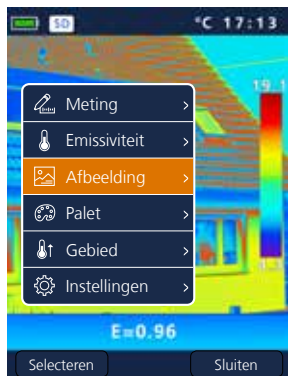 SD °C 17:13
19.1
Meting
Emissiviteit
Afbeelding
Palet
Gebied
Instellingen
E=0.96
Selecteren Sluiten